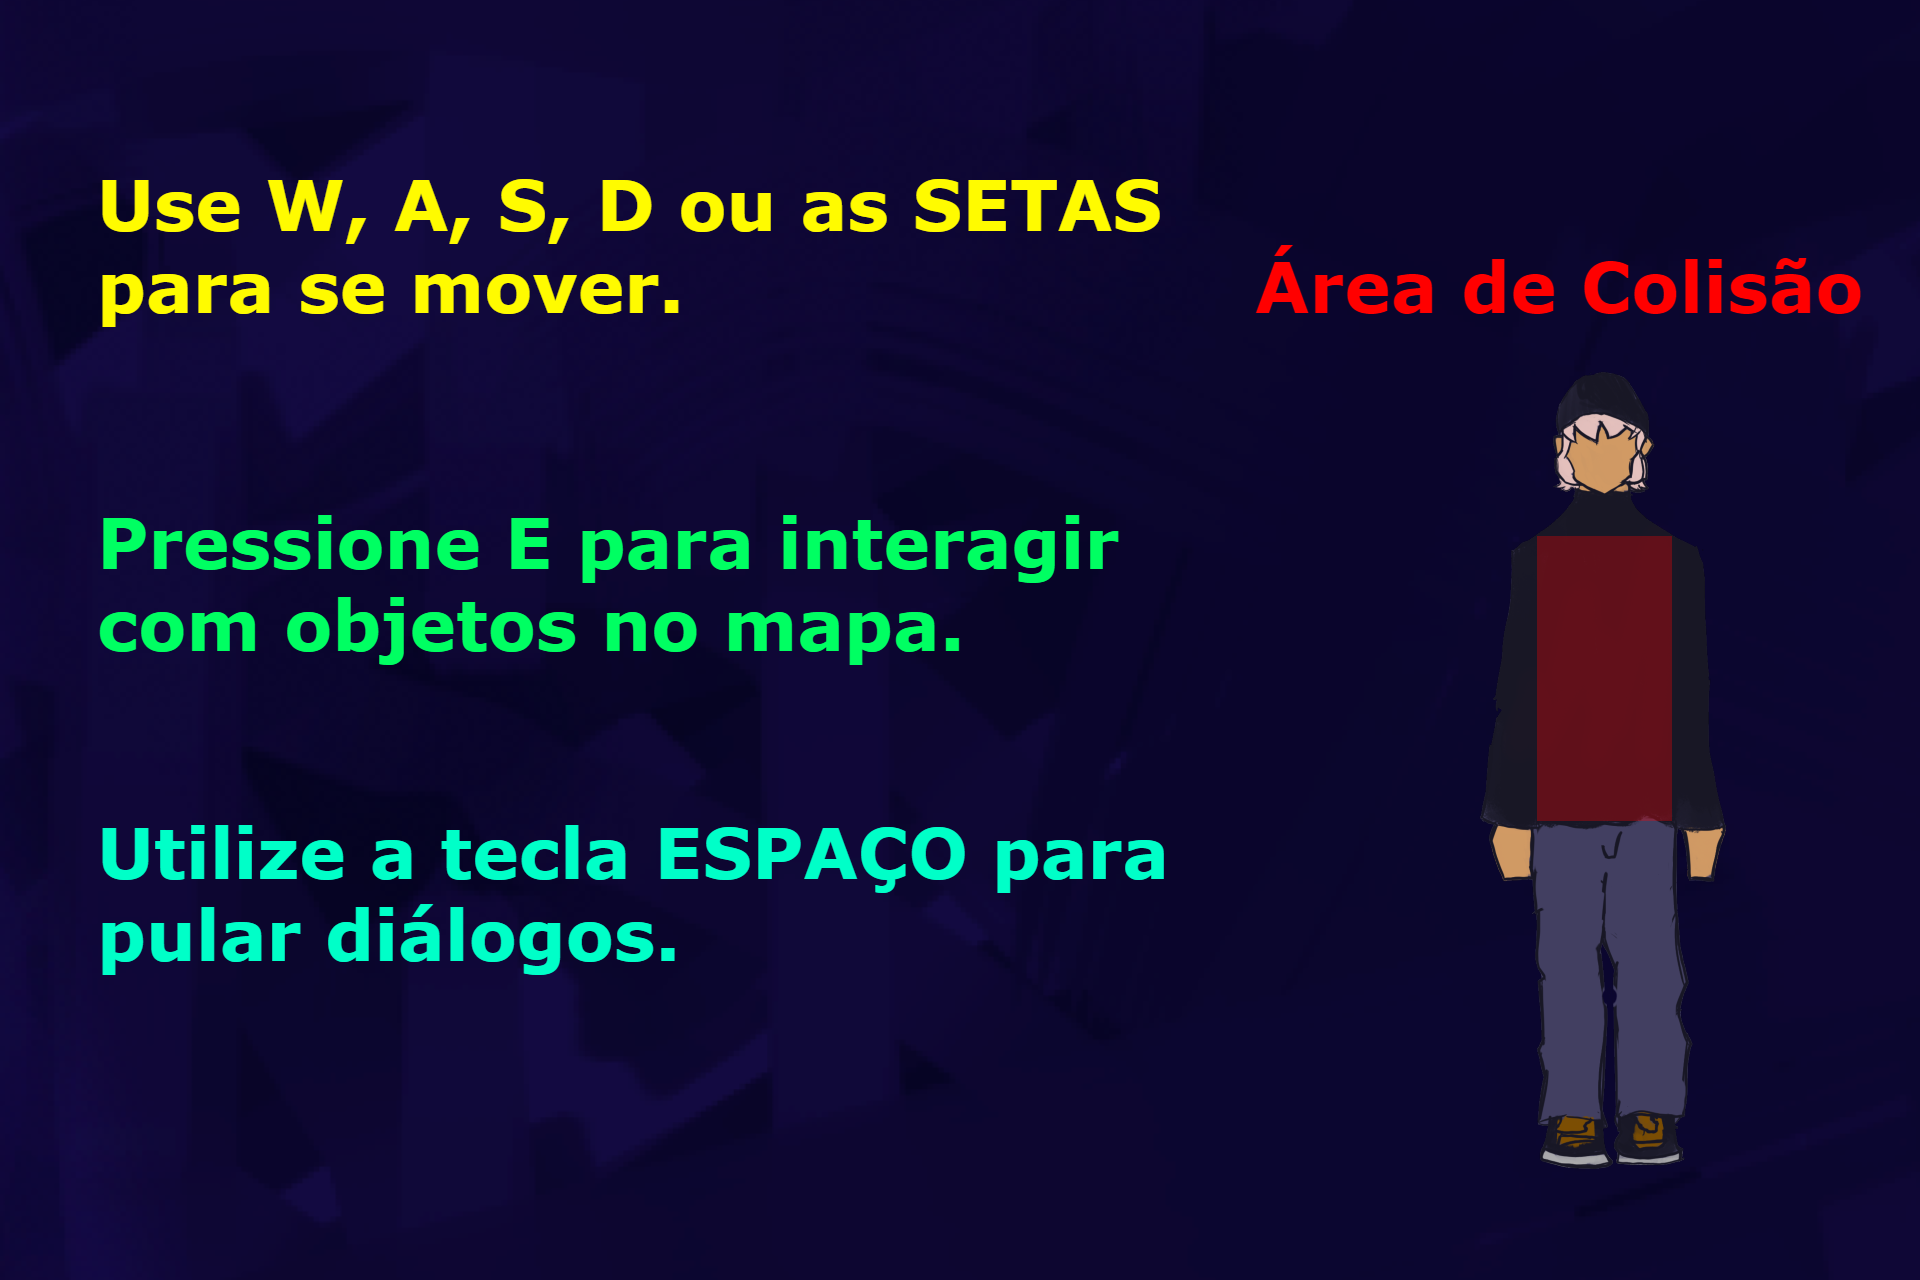 Use W, A, S, D ou as SETAS
para se mover.
Área de Colisão
Pressione E para interagir
com objetos no mapa.
Utilize a tecla ESPAÇO para
pular diálogos.